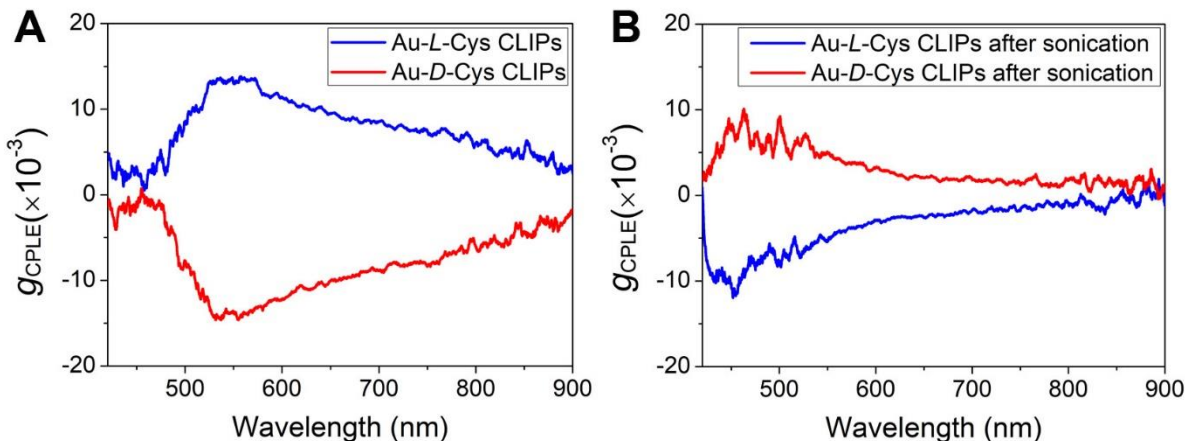 A
g_CPLE(×10⁻³)
20
10
0
-10
-20
Au-L-Cys CLIPs
Au-D-Cys CLIPs
500 600 700 800 900
Wavelength (nm)
B
g_CPLE(×10⁻³)
20
10
0
-10
-20
Au-L-Cys CLIPs after sonication
Au-D-Cys CLIPs after sonication
500 600 700 800 900
Wavelength (nm)